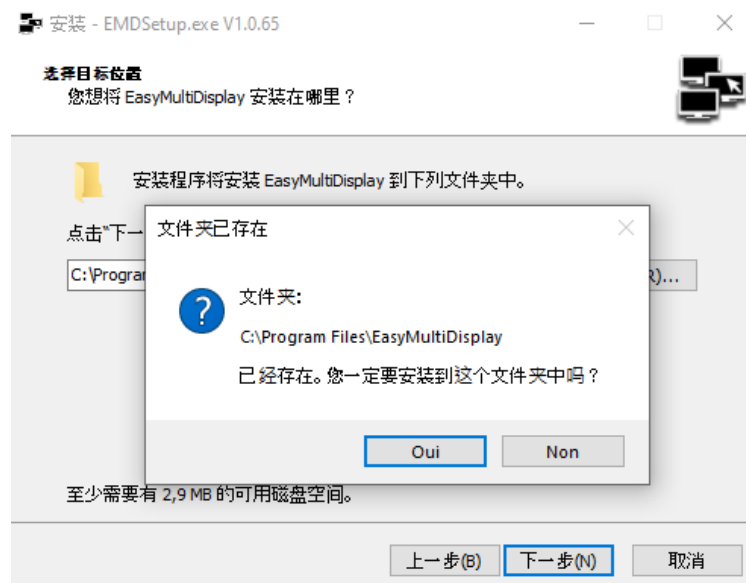 安装 - EMDSetup.exe V1.0.65
选择目标位置
您想将 EasyMultiDisplay 安装在哪里？
安装程序将安装 EasyMultiDisplay 到下列文件夹中。
点击“下一
文件夹已存在
C:\Program
R)...
文件夹:
C:\Program Files\EasyMultiDisplay
已经存在。您一定要安装到这个文件夹中吗？
Oui Non
至少需要有 2,9 MB 的可用磁盘空间。
上一步(B) 下一步(N) 取消